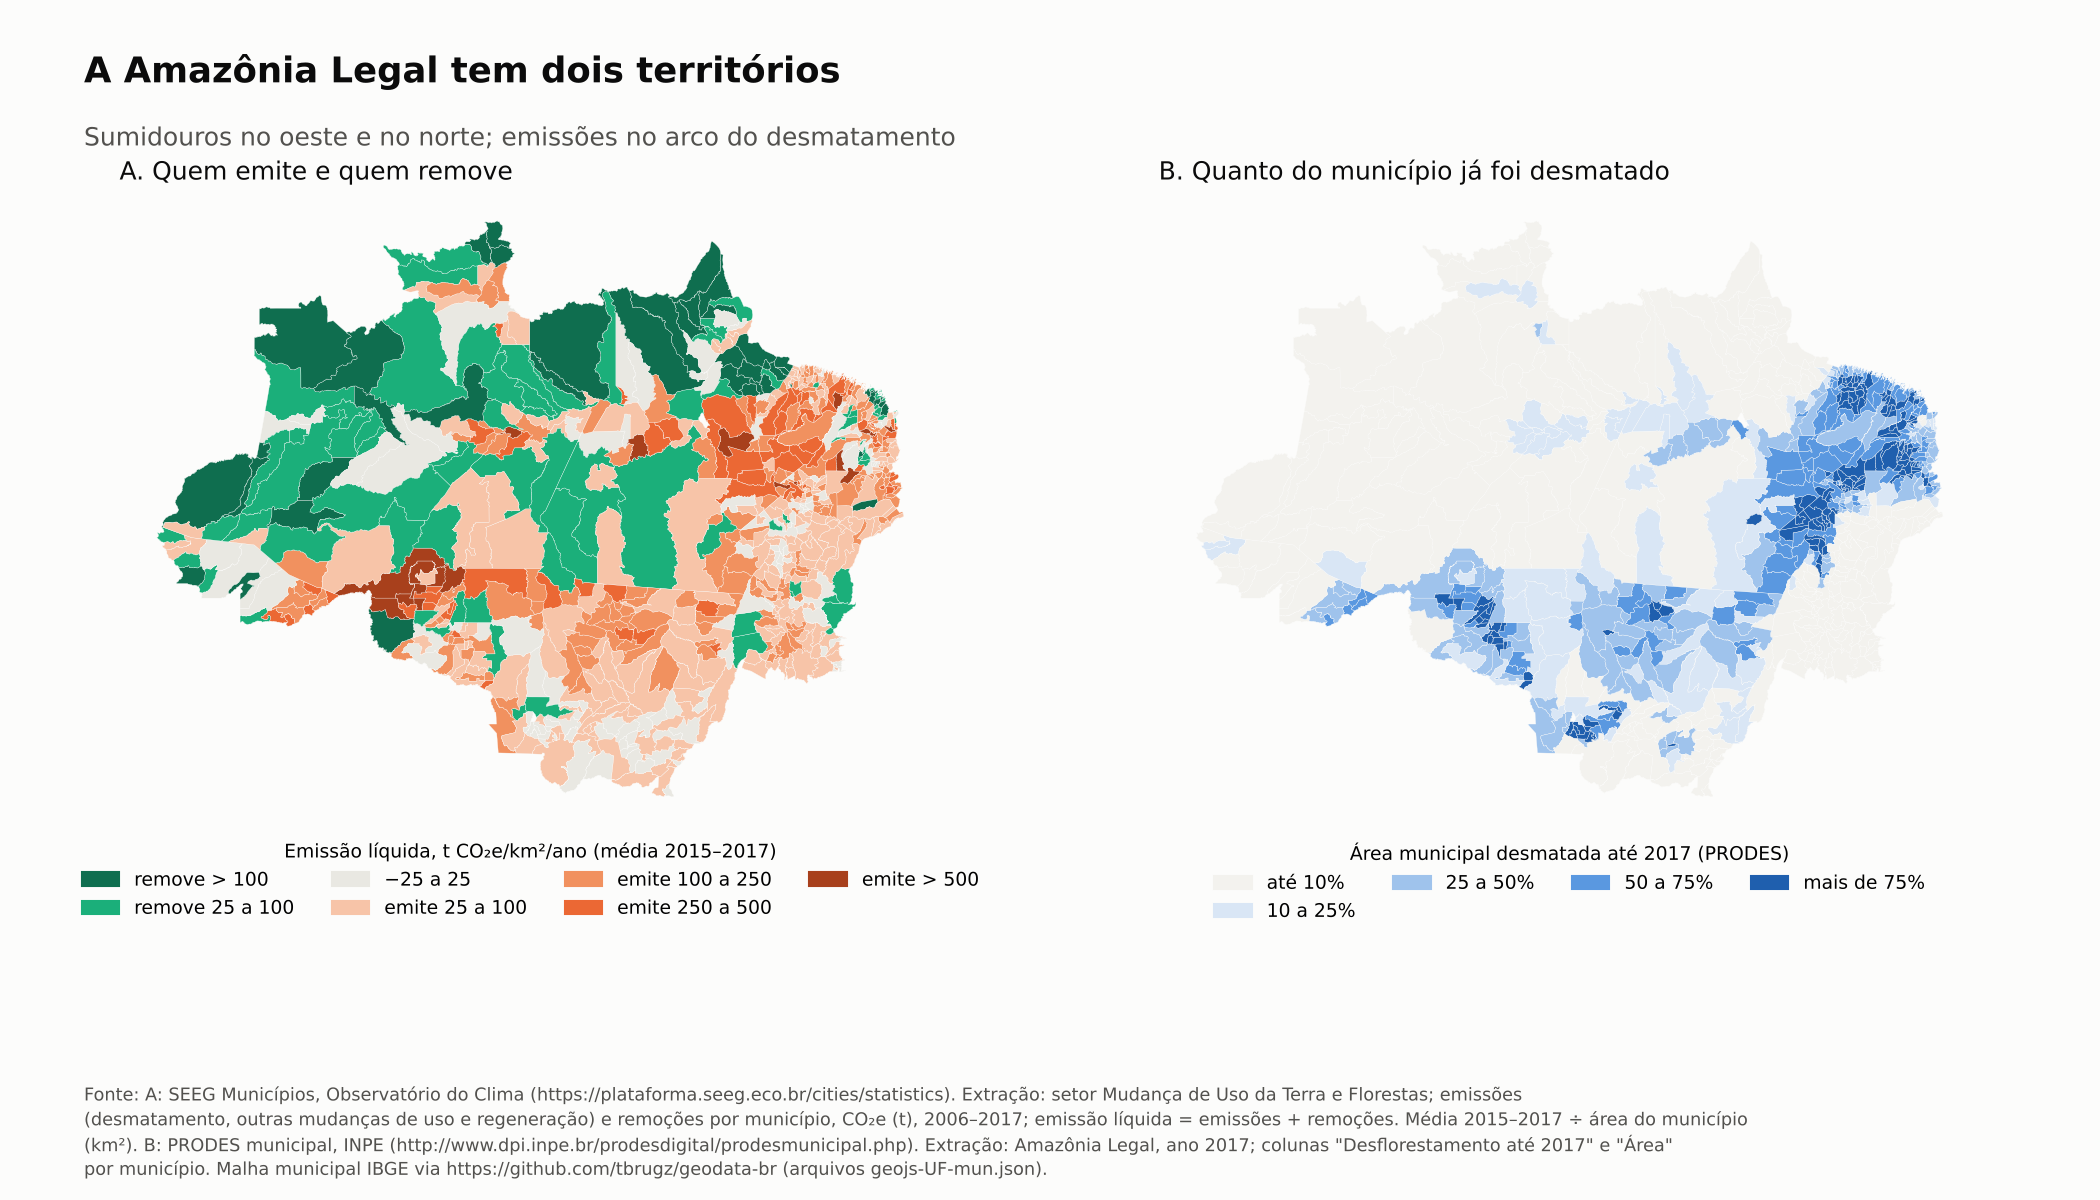 A Amazônia Legal tem dois territórios
Sumidouros no oeste e no norte; emissões no arco do desmatamento
A. Quem emite e quem remove
B. Quanto do município já foi desmatado
Emissão líquida, t CO₂e/km²/ano (média 2015–2017)
remove > 100
−25 a 25
emite 100 a 250
emite > 500
remove 25 a 100
emite 25 a 100
emite 250 a 500
Área municipal desmatada até 2017 (PRODES)
até 10%
25 a 50%
50 a 75%
mais de 75%
10 a 25%
Fonte: A: SEEG Municípios, Observatório do Clima (https://plataforma.seeg.eco.br/cities/statistics). Extração: setor Mudança de Uso da Terra e Florestas; emissões
(desmatamento, outras mudanças de uso e regeneração) e remoções por município, CO₂e (t), 2006–2017; emissão líquida = emissões + remoções. Média 2015–2017 ÷ área do município
(km²). B: PRODES municipal, INPE (http://www.dpi.inpe.br/prodesdigital/prodesmunicipal.php). Extração: Amazônia Legal, ano 2017; colunas "Desflorestamento até 2017" e "Área"
por município. Malha municipal IBGE via https://github.com/tbrugz/geodata-br (arquivos geojs-UF-mun.json).